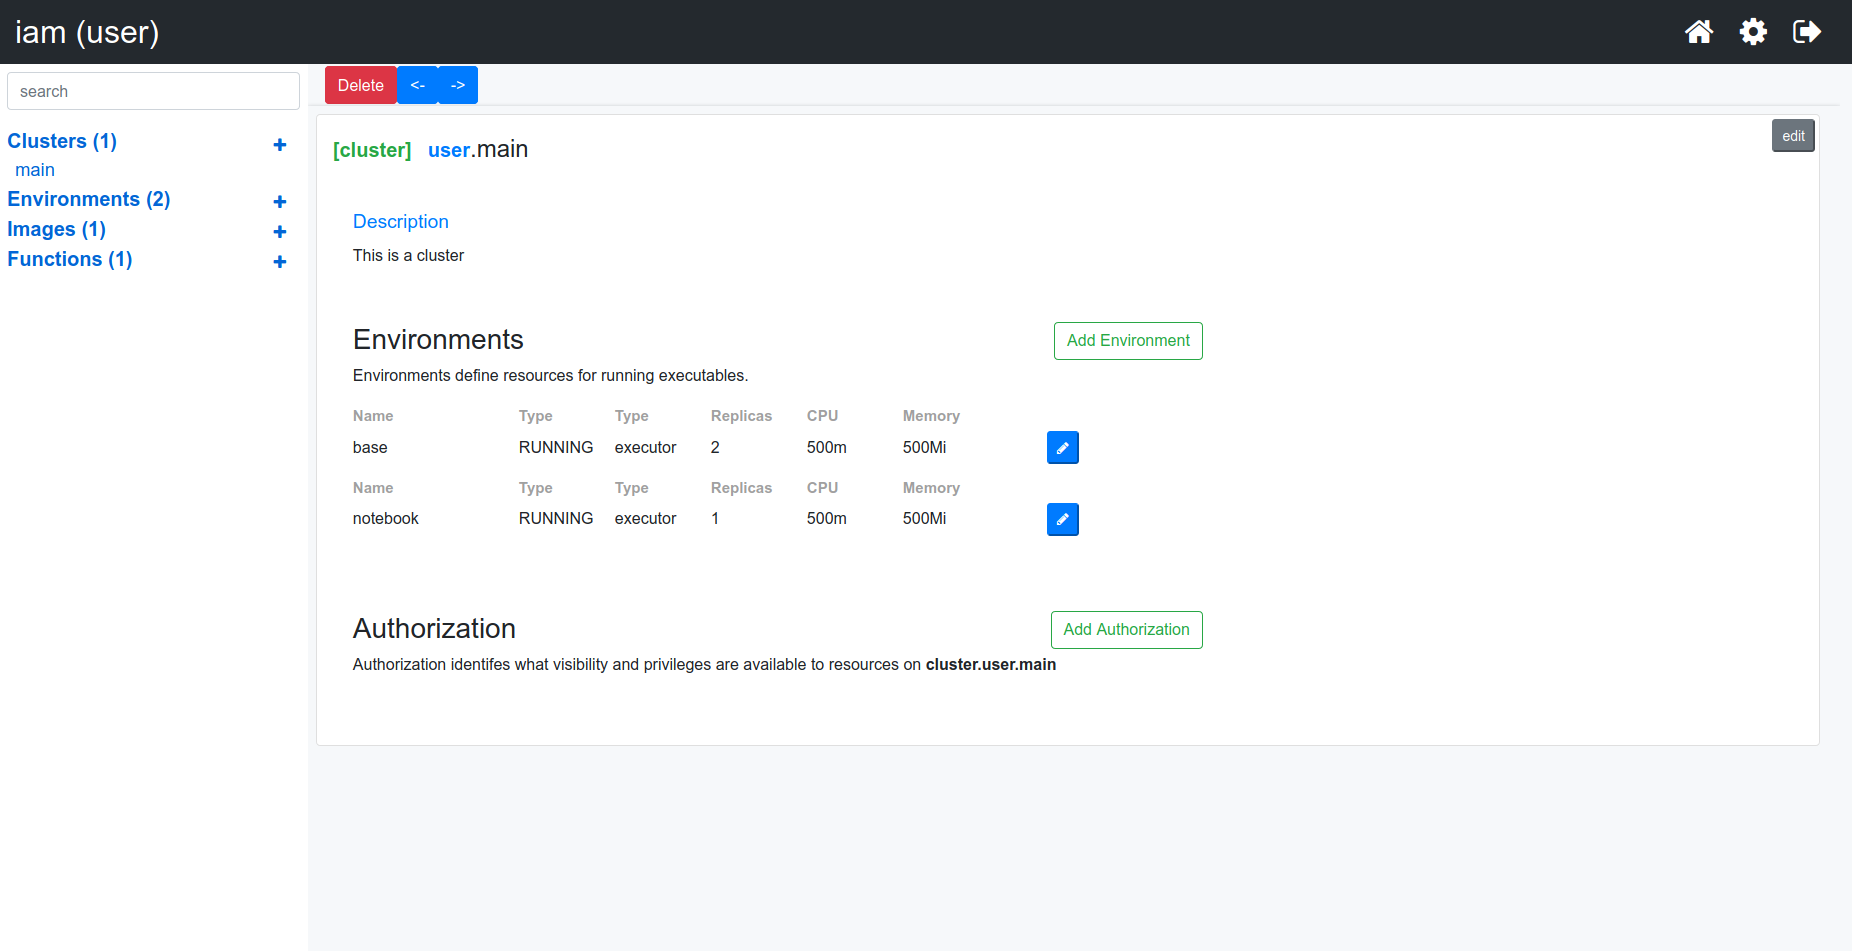 iam (user)
search
Clusters (1)
main
Environments (2)
Images (1)
Functions (1)
Delete <- ->
edit
[cluster] user.main
Description
This is a cluster
Environments
Add Environment
Environments define resources for running executables.
Name Type Type Replicas CPU Memory
base RUNNING executor 2 500m 500Mi
Name Type Type Replicas CPU Memory
notebook RUNNING executor 1 500m 500Mi
Authorization
Add Authorization
Authorization identifes what visibility and privileges are available to resources on cluster.user.main